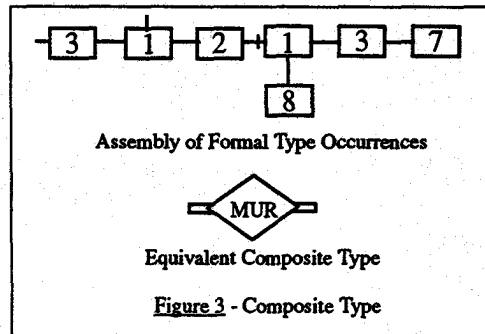 3 1 2 1 3 7
8
Assembly of Formal Type Occurrences
MUR
Equivalent Composite Type
Figure 3 - Composite Type